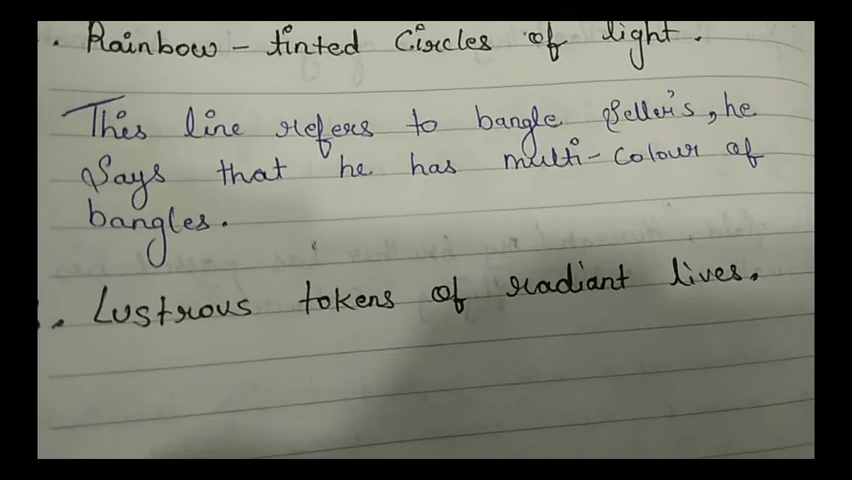 . Rainbow - tinted Circles of light.
This line refers to bangle Seller's, he
Says that he has multi-colour of
bangles.
. Lustrous tokens of radiant lives.